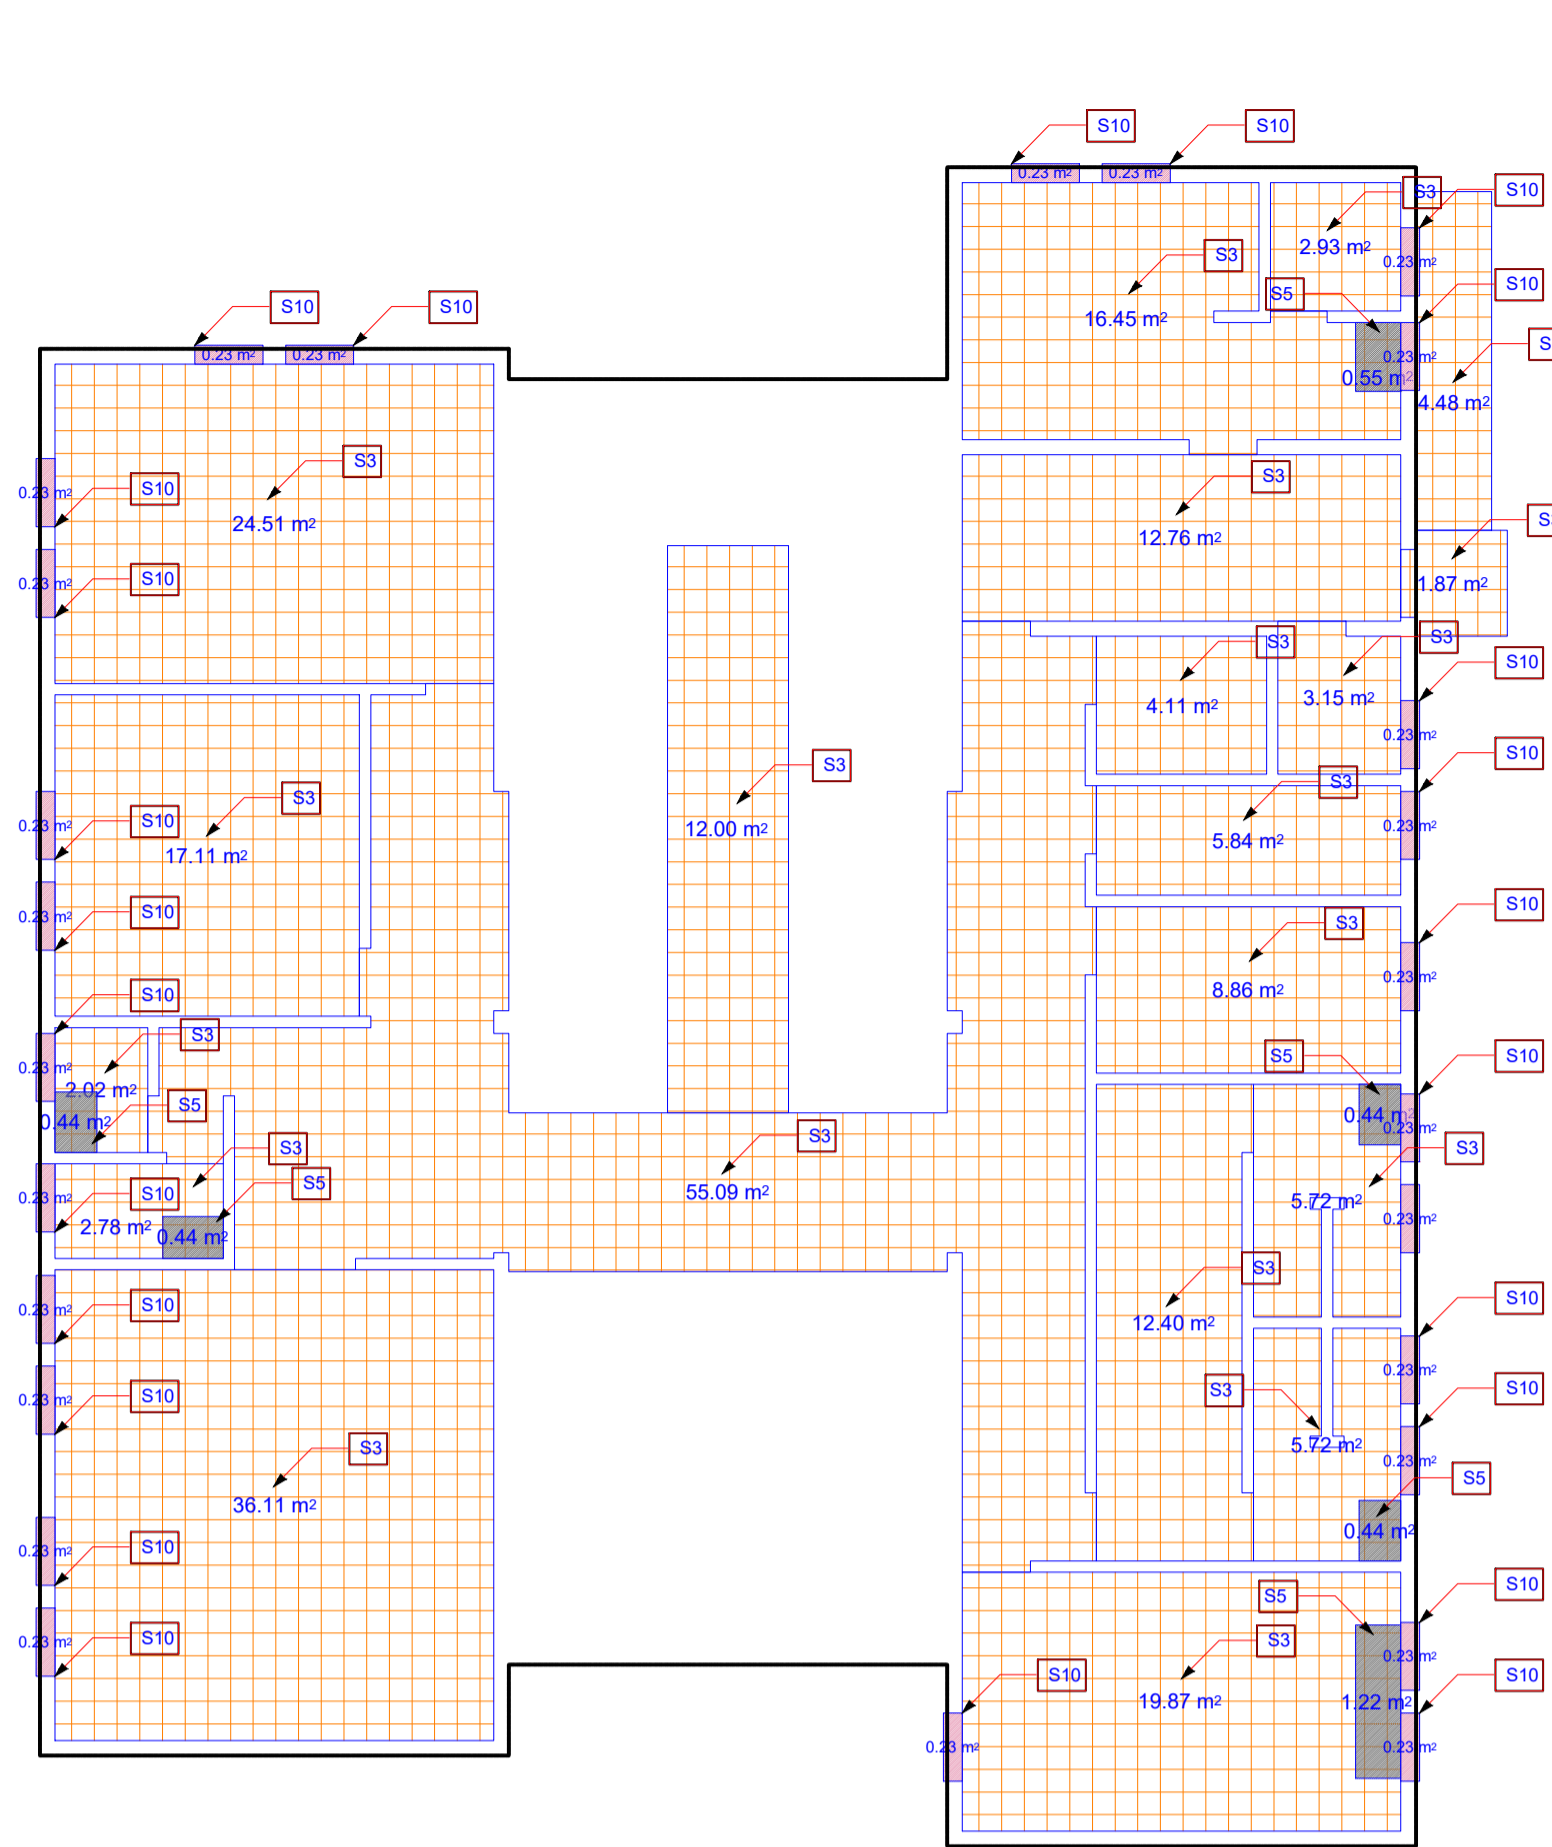 S10
S10
0.23 m²
0.23 m²
S3
S10
2.93 m²
S3
0.23 m²
16.45 m²
S5
S10
S10
S10
0.23 m²
0.23 m²
0.23 m²
0.55 m²
4.48 m²
S3
24.51 m²
S10
0.23 m²
S3
12.76 m²
S10
0.23 m²
1.87 m²
S3
4.11 m²
S3
3.15 m²
S10
0.23 m²
S3
12.00 m²
S3
5.84 m²
S10
0.23 m²
S3
17.11 m²
S10
0.23 m²
S10
0.23 m²
S3
8.86 m²
S10
0.23 m²
S10
S3
0.23 m²
2.02 m²
S5
0.44 m²
S5
S10
0.44 m²
0.23 m²
S3
55.09 m²
S3
5.72 m²
0.23 m²
S3
S5
S10
0.23 m²
2.78 m²
0.44 m²
S3
12.40 m²
S10
0.23 m²
S10
0.23 m²
S10
0.23 m²
S3
5.72 m²
S10
0.23 m²
S3
36.11 m²
S5
0.44 m²
S10
0.23 m²
S10
0.23 m²
S5
S10
0.23 m²
S3
19.87 m²
1.22 m²
S10
0.23 m²
S10
0.23 m²